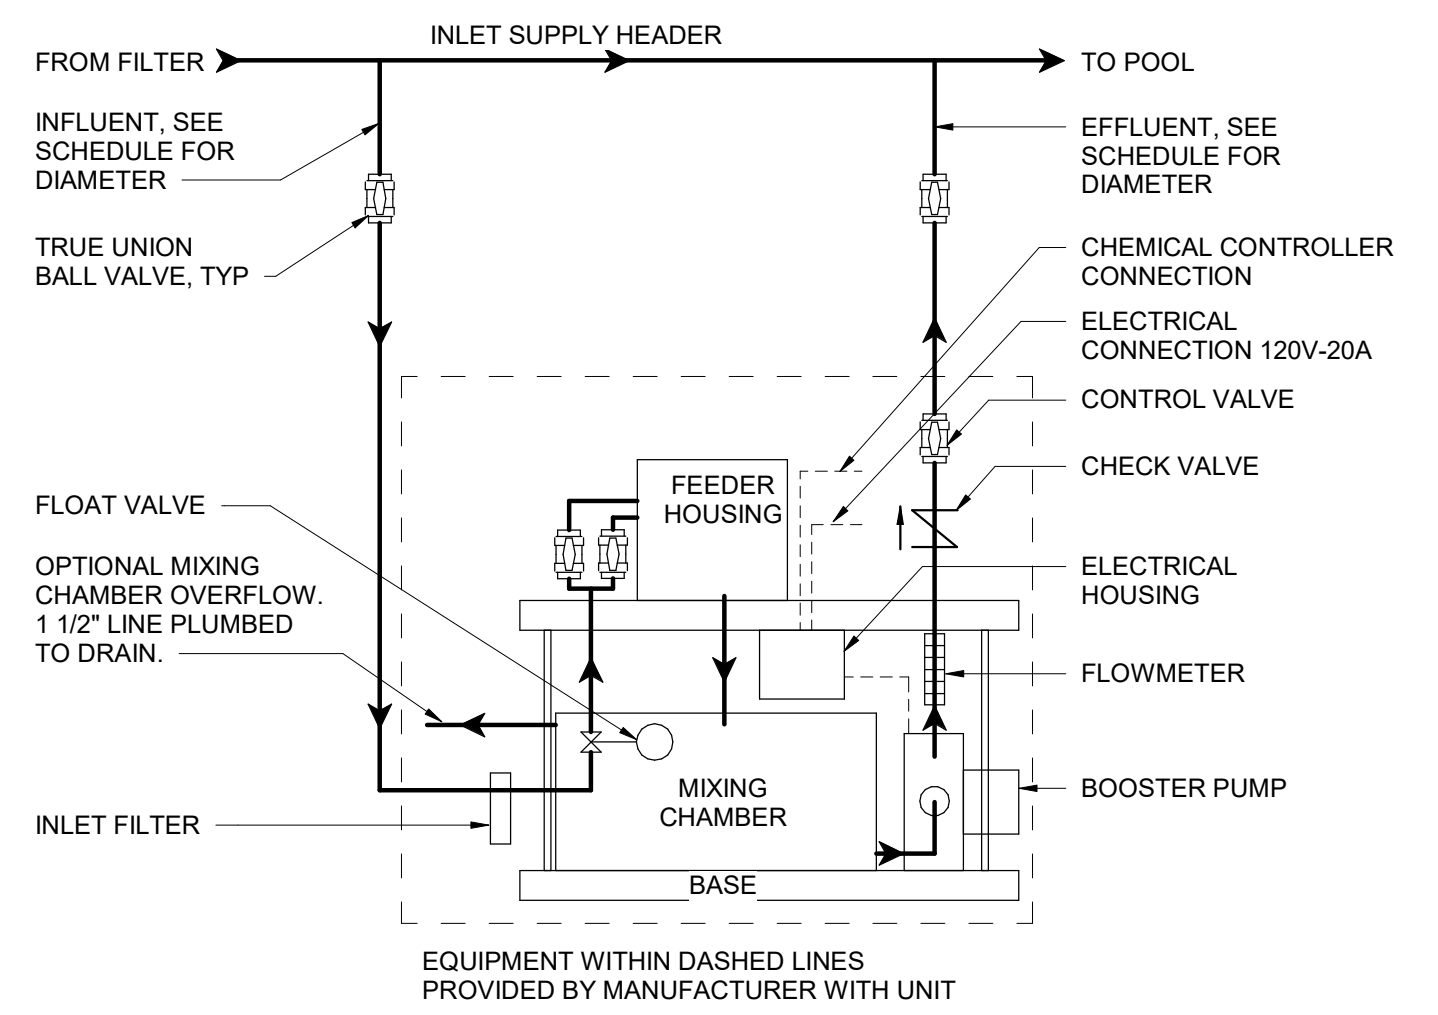 INLET SUPPLY HEADER
FROM FILTER
TO POOL
INFLUENT, SEE
SCHEDULE FOR
DIAMETER
EFFLUENT, SEE
SCHEDULE FOR
DIAMETER
TRUE UNION
BALL VALVE, TYP
CHEMICAL CONTROLLER
CONNECTION
ELECTRICAL
CONNECTION 120V-20A
CONTROL VALVE
CHECK VALVE
FEEDER
HOUSING
FLOAT VALVE
OPTIONAL MIXING
CHAMBER OVERFLOW.
1 1/2" LINE PLUMBED
TO DRAIN.
ELECTRICAL
HOUSING
FLOWMETER
MIXING
CHAMBER
BOOSTER PUMP
INLET FILTER
BASE
EQUIPMENT WITHIN DASHED LINES
PROVIDED BY MANUFACTURER WITH UNIT